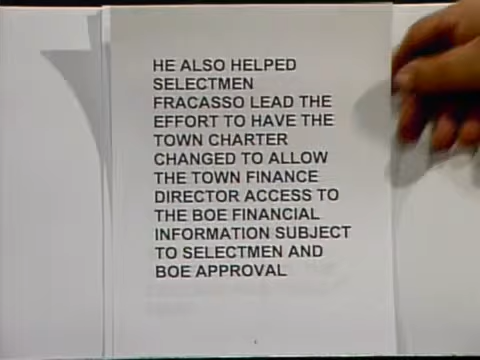 HE ALSO HELPED
SELECTMEN
FRACASSO LEAD THE
EFFORT TO HAVE THE
TOWN CHARTER
CHANGED TO ALLOW
THE TOWN FINANCE
DIRECTOR ACCESS TO
THE BOE FINANCIAL
INFORMATION SUBJECT
TO SELECTMEN AND
BOE APPROVAL